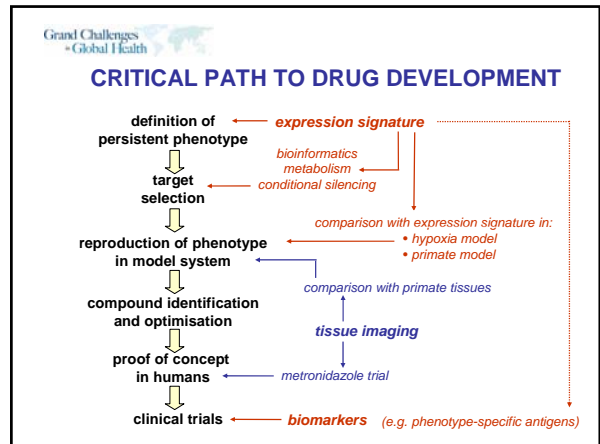 Grand Challenges
in Global Health
CRITICAL PATH TO DRUG DEVELOPMENT
definition of
persistent phenotype
expression signature
bioinformatics
metabolism
conditional silencing
target
selection
comparison with expression signature in:
• hypoxia model
• primate model
reproduction of phenotype
in model system
comparison with primate tissues
compound identification
and optimisation
tissue imaging
proof of concept
in humans
metronidazole trial
clinical trials
biomarkers (e.g. phenotype-specific antigens)